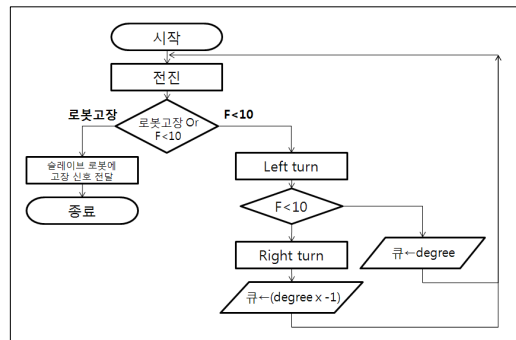 시작
전진
로봇고장
로봇고장 Or
F<10
F<10
슬레이브 로봇에
고장 신호 전달
종료
Left turn
F<10
Right turn
큐←degree
큐←(degree x -1)